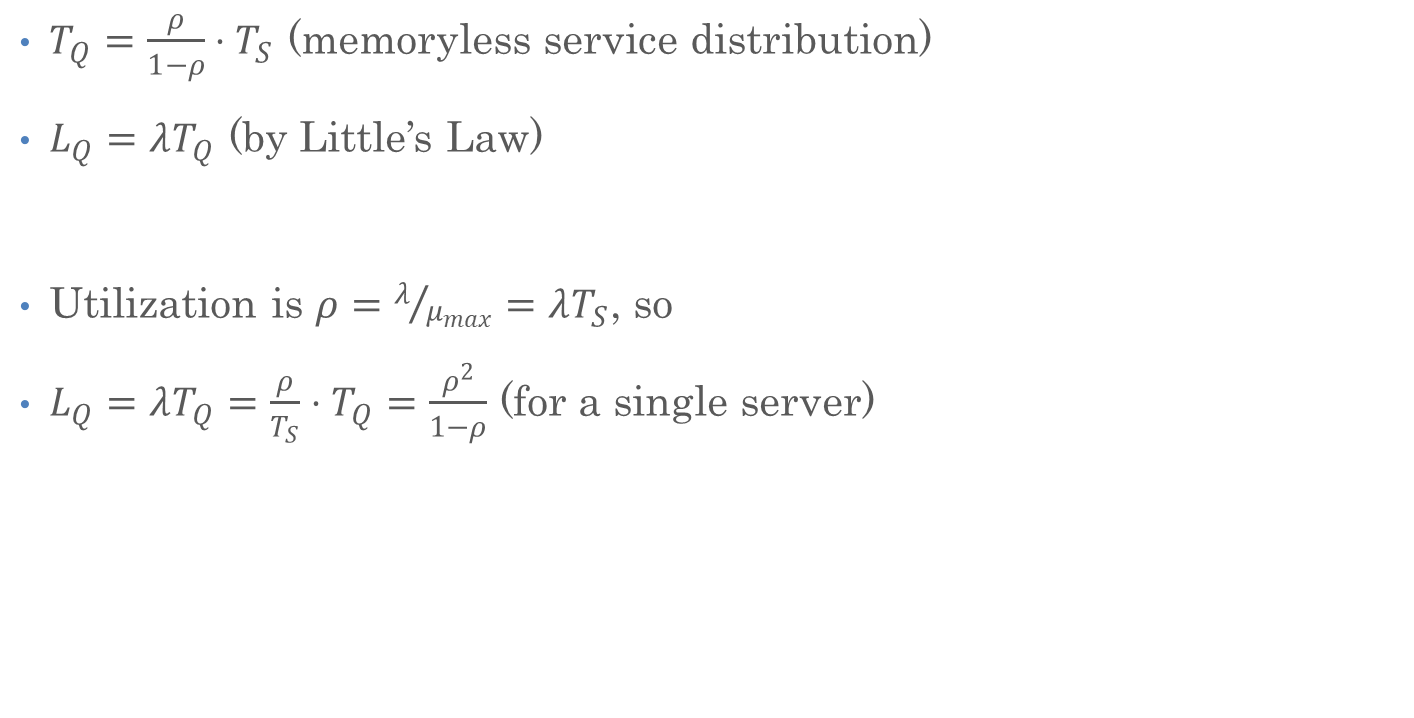 • T_Q = ρ/(1−ρ) · T_S (memoryless service distribution)
• L_Q = λT_Q (by Little’s Law)
• Utilization is ρ = λ/μ_max = λT_S, so
• L_Q = λT_Q = ρ/T_S · T_Q = ρ²/(1−ρ) (for a single server)